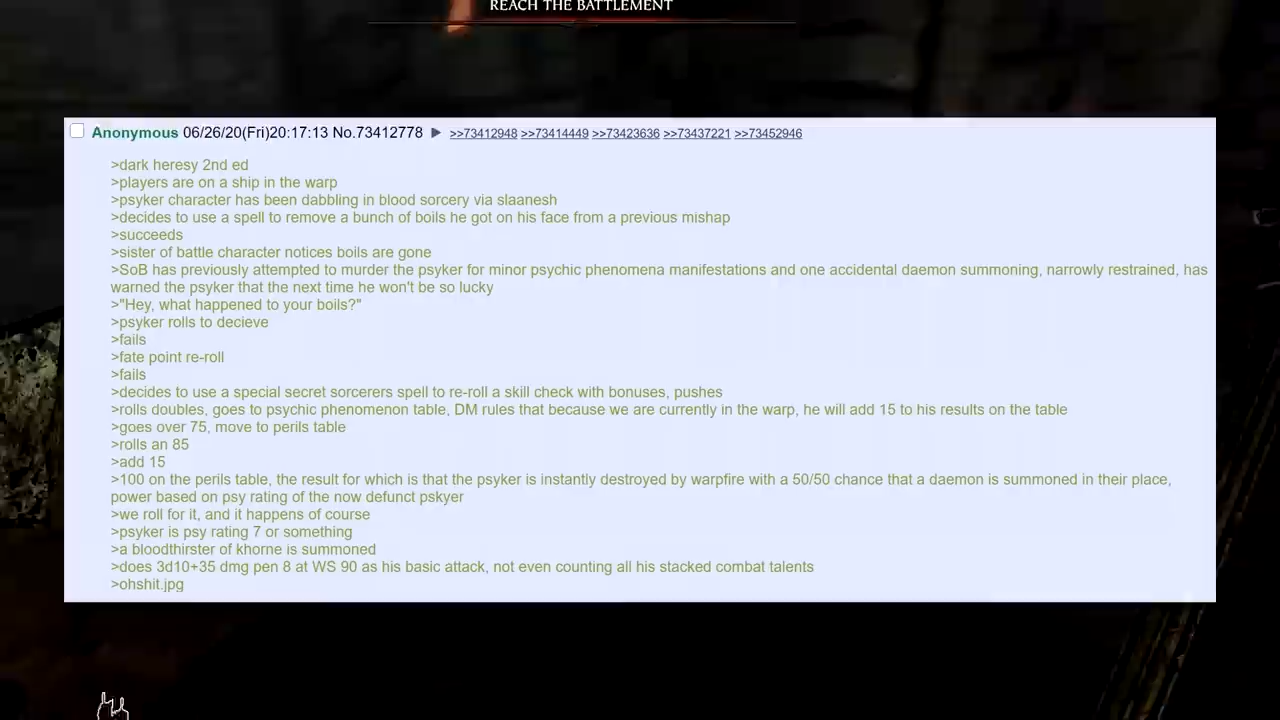 REACH THE BATTLEMENT
Anonymous 06/26/20(Fri)20:17:13 No.73412778 ▶ >>73412948 >>73414449 >>73423636 >>73437221 >>73452946
>dark heresy 2nd ed
>players are on a ship in the warp
>psyker character has been dabbling in blood sorcery via slaanesh
>decides to use a spell to remove a bunch of boils he got on his face from a previous mishap
>succeeds
>sister of battle character notices boils are gone
>SoB has previously attempted to murder the psyker for minor psychic phenomena manifestations and one accidental daemon summoning, narrowly restrained, has
warned the psyker that the next time he won't be so lucky
>"Hey, what happened to your boils?"
>psyker rolls to decieve
>fails
>fate point re-roll
>fails
>decides to use a special secret sorcerers spell to re-roll a skill check with bonuses, pushes
>rolls doubles, goes to psychic phenomenon table, DM rules that because we are currently in the warp, he will add 15 to his results on the table
>goes over 75, move to perils table
>rolls an 85
>add 15
>100 on the perils table, the result for which is that the psyker is instantly destroyed by warpfire with a 50/50 chance that a daemon is summoned in their place,
power based on psy rating of the now defunct pskyer
>we roll for it, and it happens of course
>psyker is psy rating 7 or something
>a bloodthirster of khorne is summoned
>does 3d10+35 dmg pen 8 at WS 90 as his basic attack, not even counting all his stacked combat talents
>ohshit.jpg